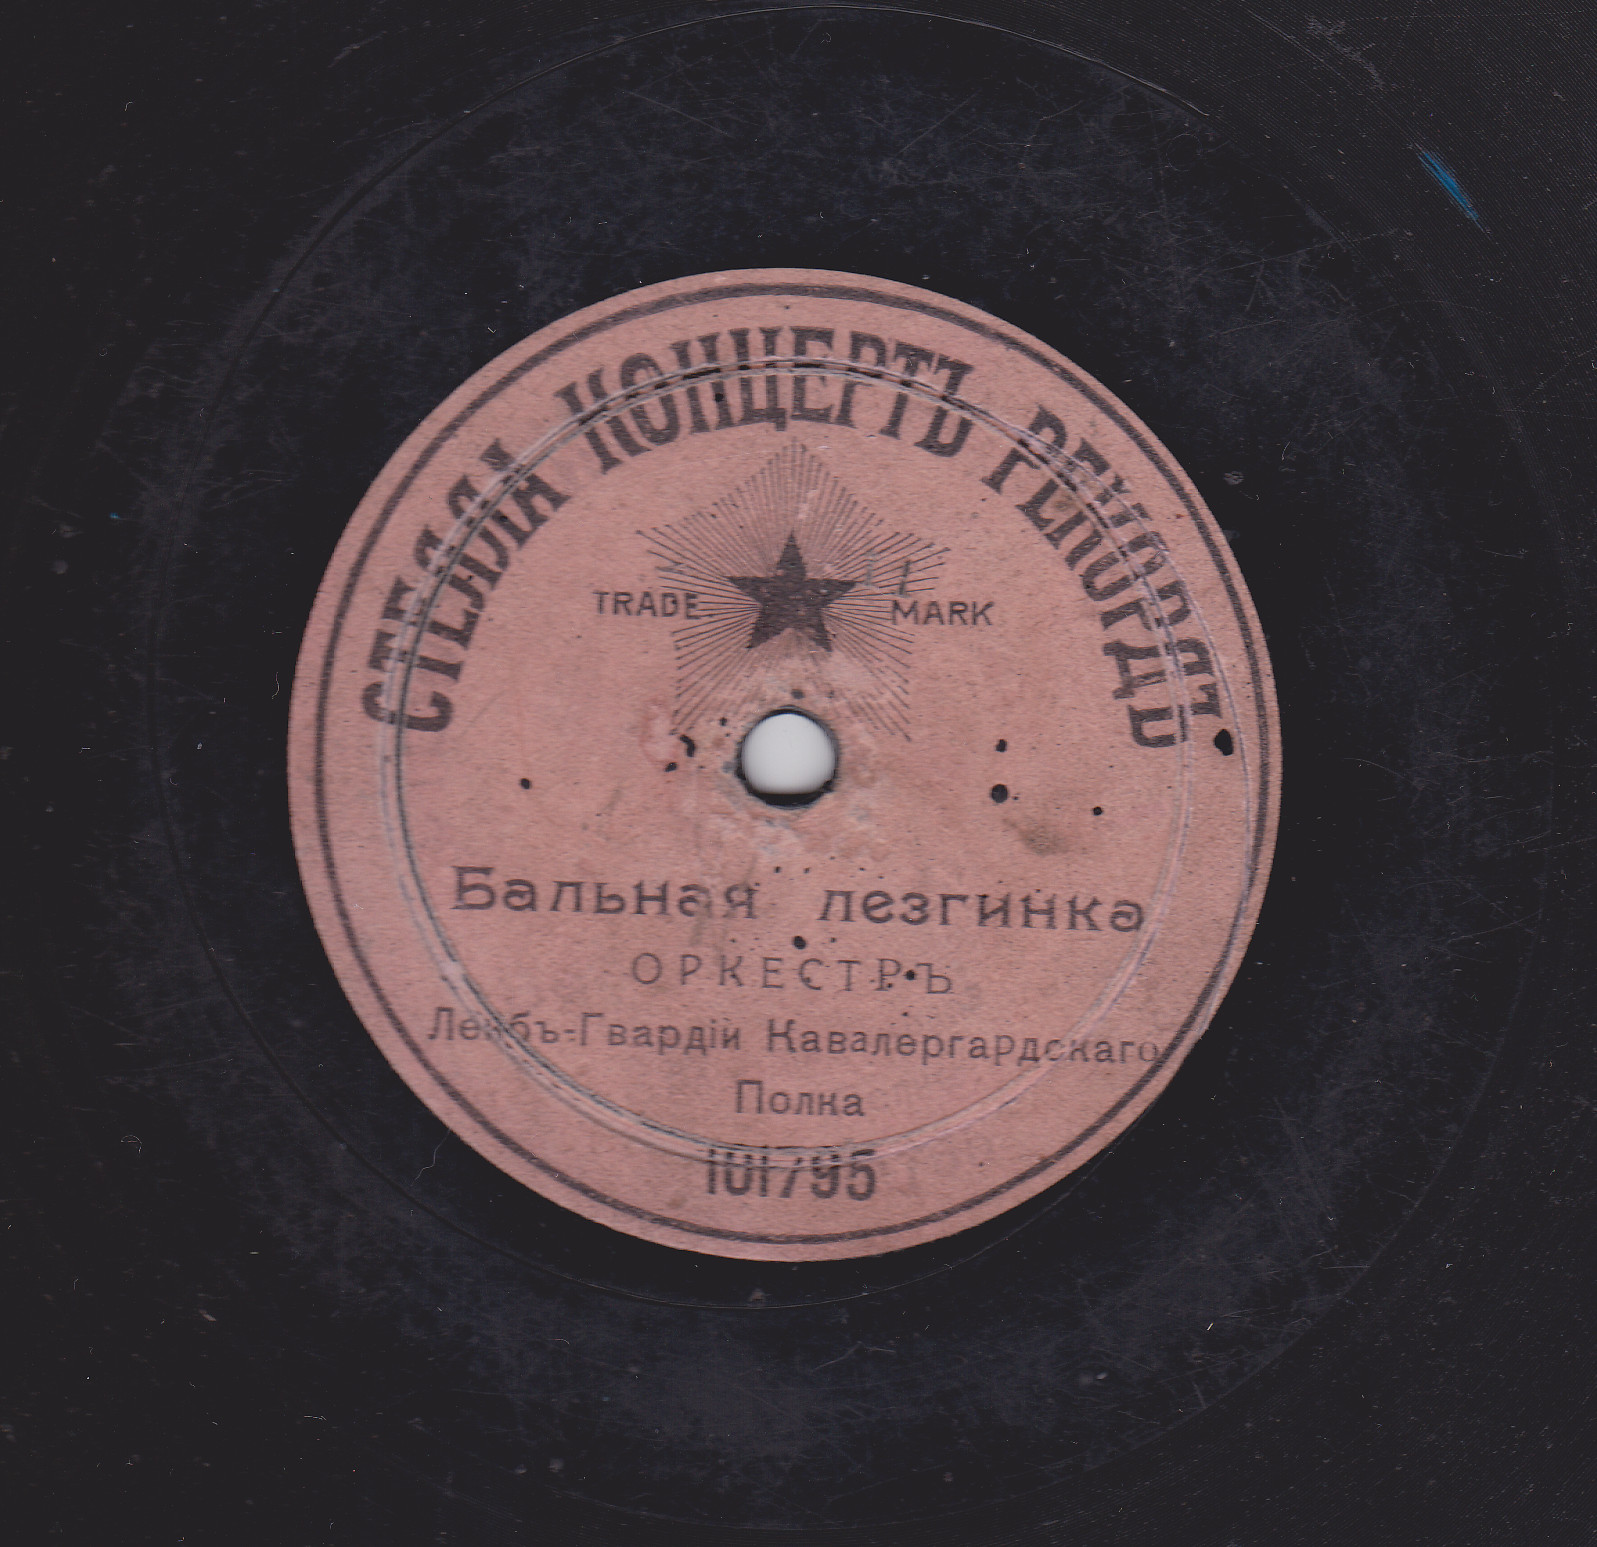 СТЕЛЛА КОНЦЕРТЪ РЕКОРДЪ
TRADE MARK
Бальная лезгинка
ОРКЕСТРЪ
Лейбъ-Гвардіи Кавалергардскаго
Полка
101795